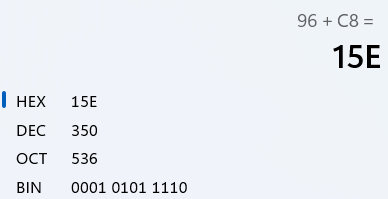 96 + C8 =
15E
HEX 15E
DEC 350
OCT 536
BIN 0001 0101 1110